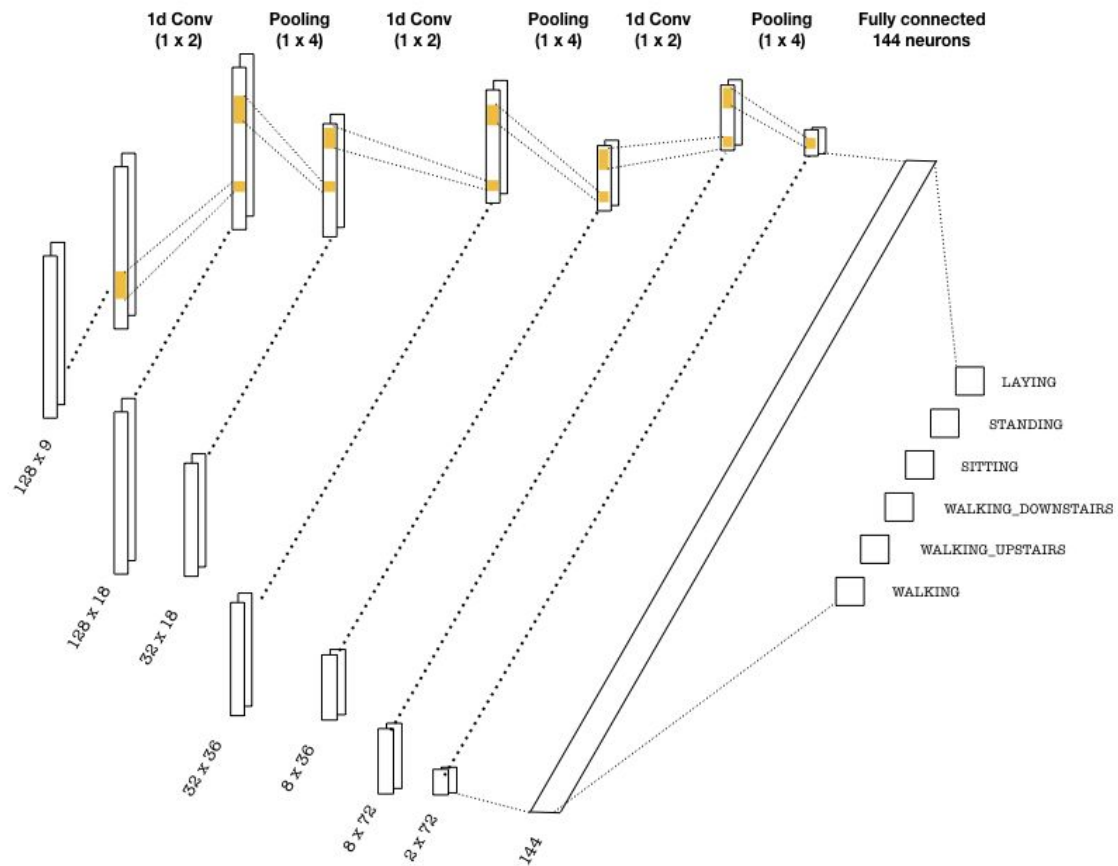 1d Conv
(1 x 2)
Pooling
(1 x 4)
1d Conv
(1 x 2)
Pooling
(1 x 4)
1d Conv
(1 x 2)
Pooling
(1 x 4)
Fully connected
144 neurons
LAYING
STANDING
SITTING
WALKING_DOWNSTAIRS
WALKING_UPSTAIRS
WALKING
128 x 9
128 x 18
32 x 18
32 x 36
8 x 36
8 x 72
2 x 72
144